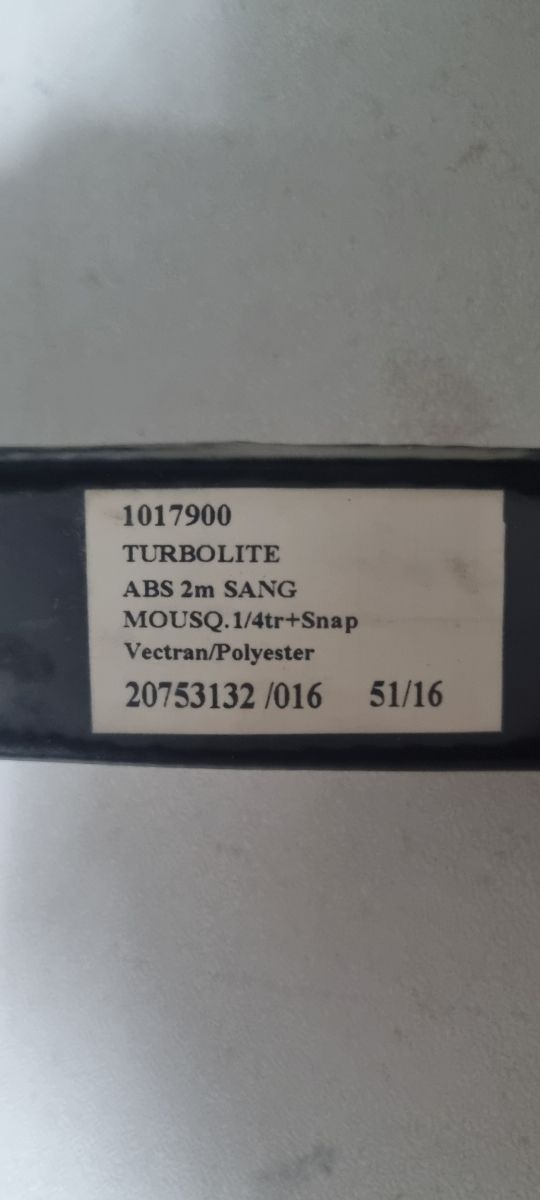 1017900
TURBOLITE
ABS 2m SANG
MOUSQ.1/4tr+Snap
Vectran/Polyester
20753132 /016 51/16